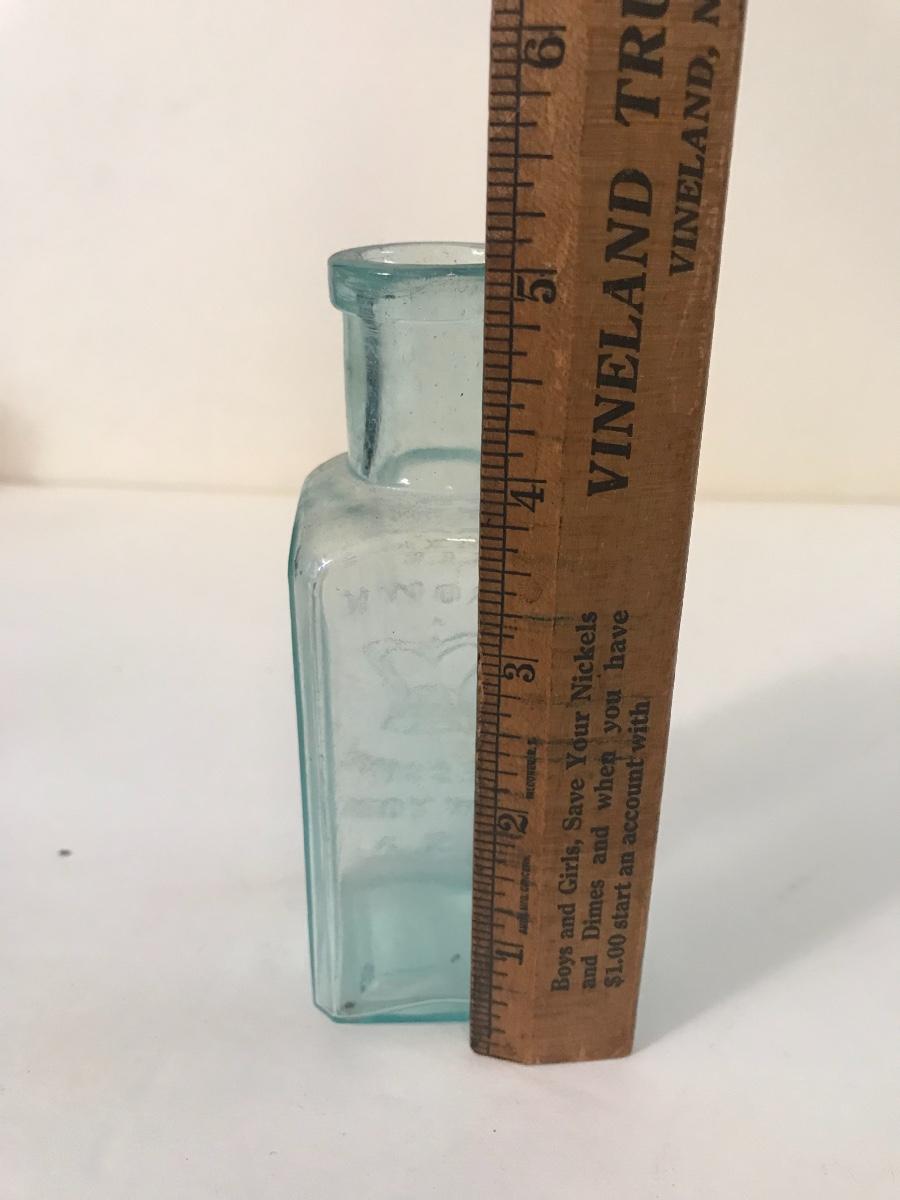 VINELAND TRU
VINELAND, N
Boys and Girls, Save Your Nickels
and Dimes and when you have
$1.00 start an account with
6
5
4
3
2
1